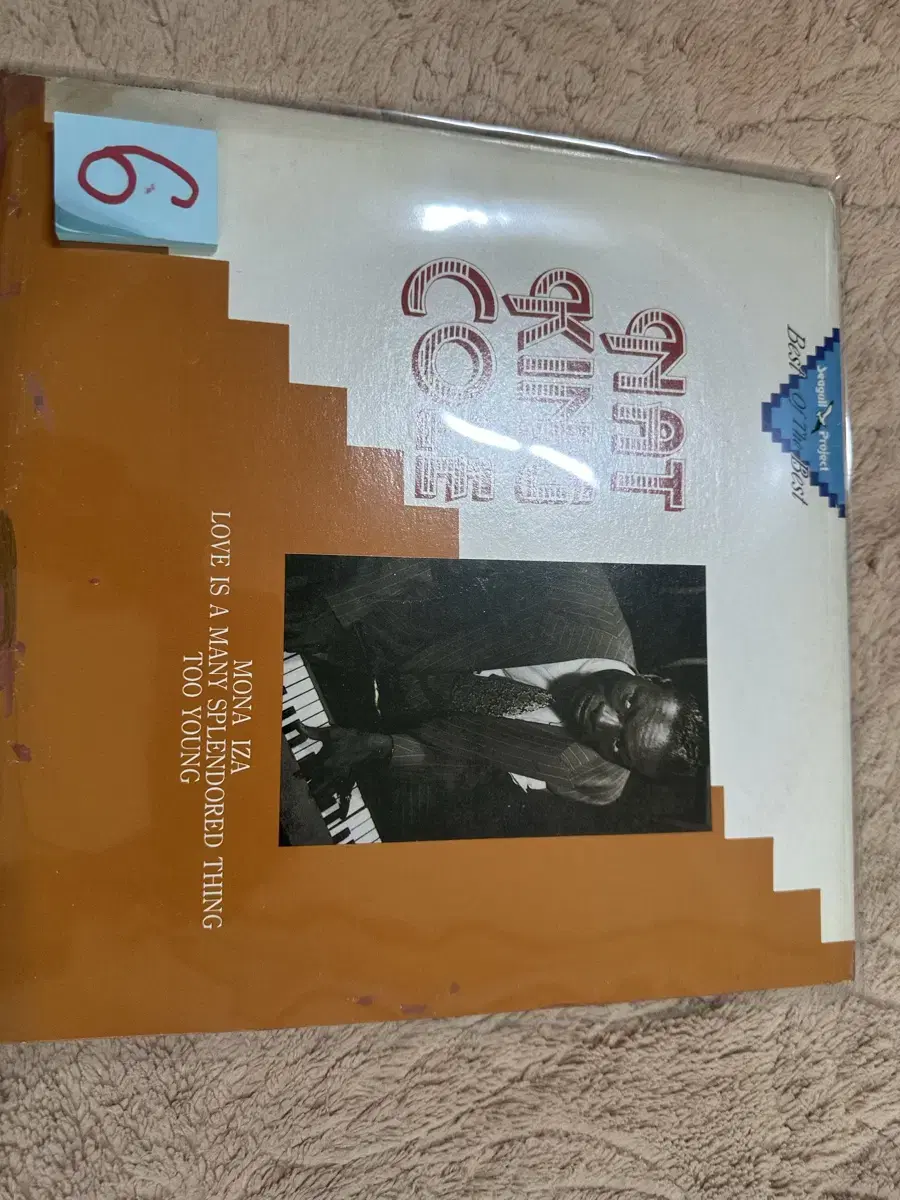 Seagull Project
Best Of The Best
NAT
KING
COLE
MONA IZA
LOVE IS A MANY SPLENDORED THING
TOO YOUNG
6